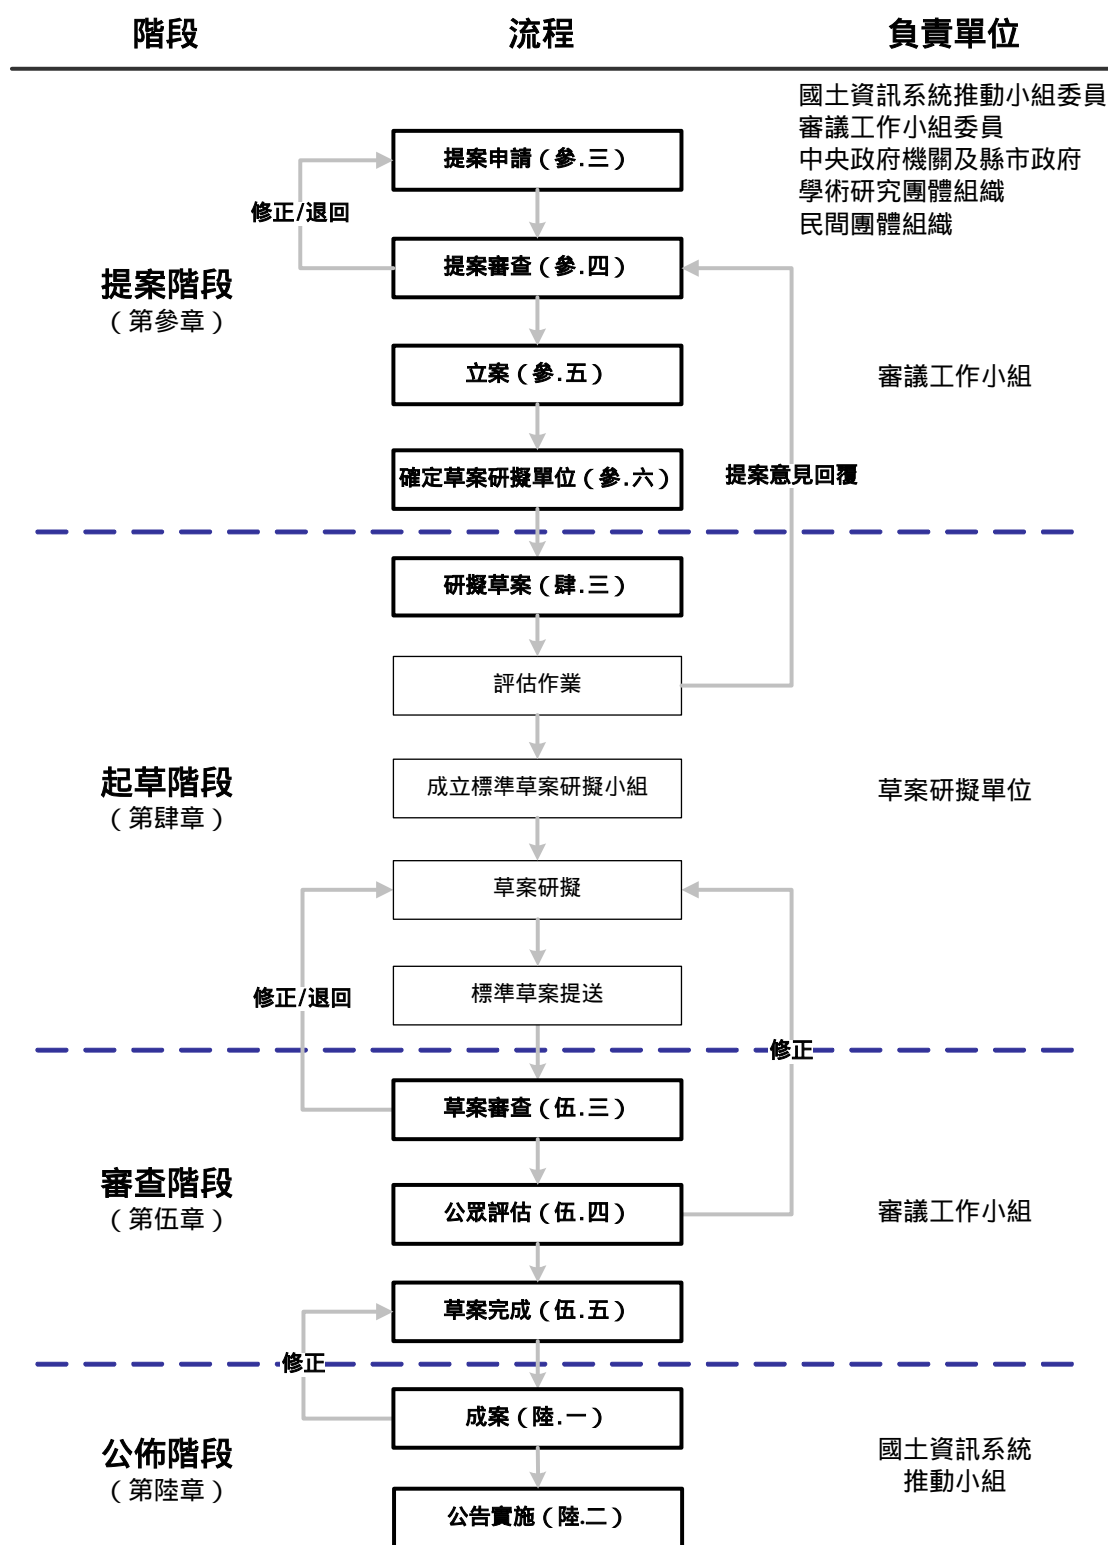 階段
流程
負責單位
國土資訊系統推動小組委員
審議工作小組委員
中央政府機關及縣市政府
學術研究團體組織
民間團體組織
提案申請（參.三）
修正/退回
提案審查（參.四）
提案階段
（第參章）
立案（參.五）
審議工作小組
確定草案研擬單位（參.六）
提案意見回覆
研擬草案（肆.三）
評估作業
起草階段
（第肆章）
成立標準草案研擬小組
草案研擬單位
草案研擬
標準草案提送
修正/退回
修正
草案審查（伍.三）
審查階段
（第伍章）
公眾評估（伍.四）
審議工作小組
草案完成（伍.五）
修正
成案（陸.一）
公佈階段
（第陸章）
國土資訊系統
推動小組
公告實施（陸.二）